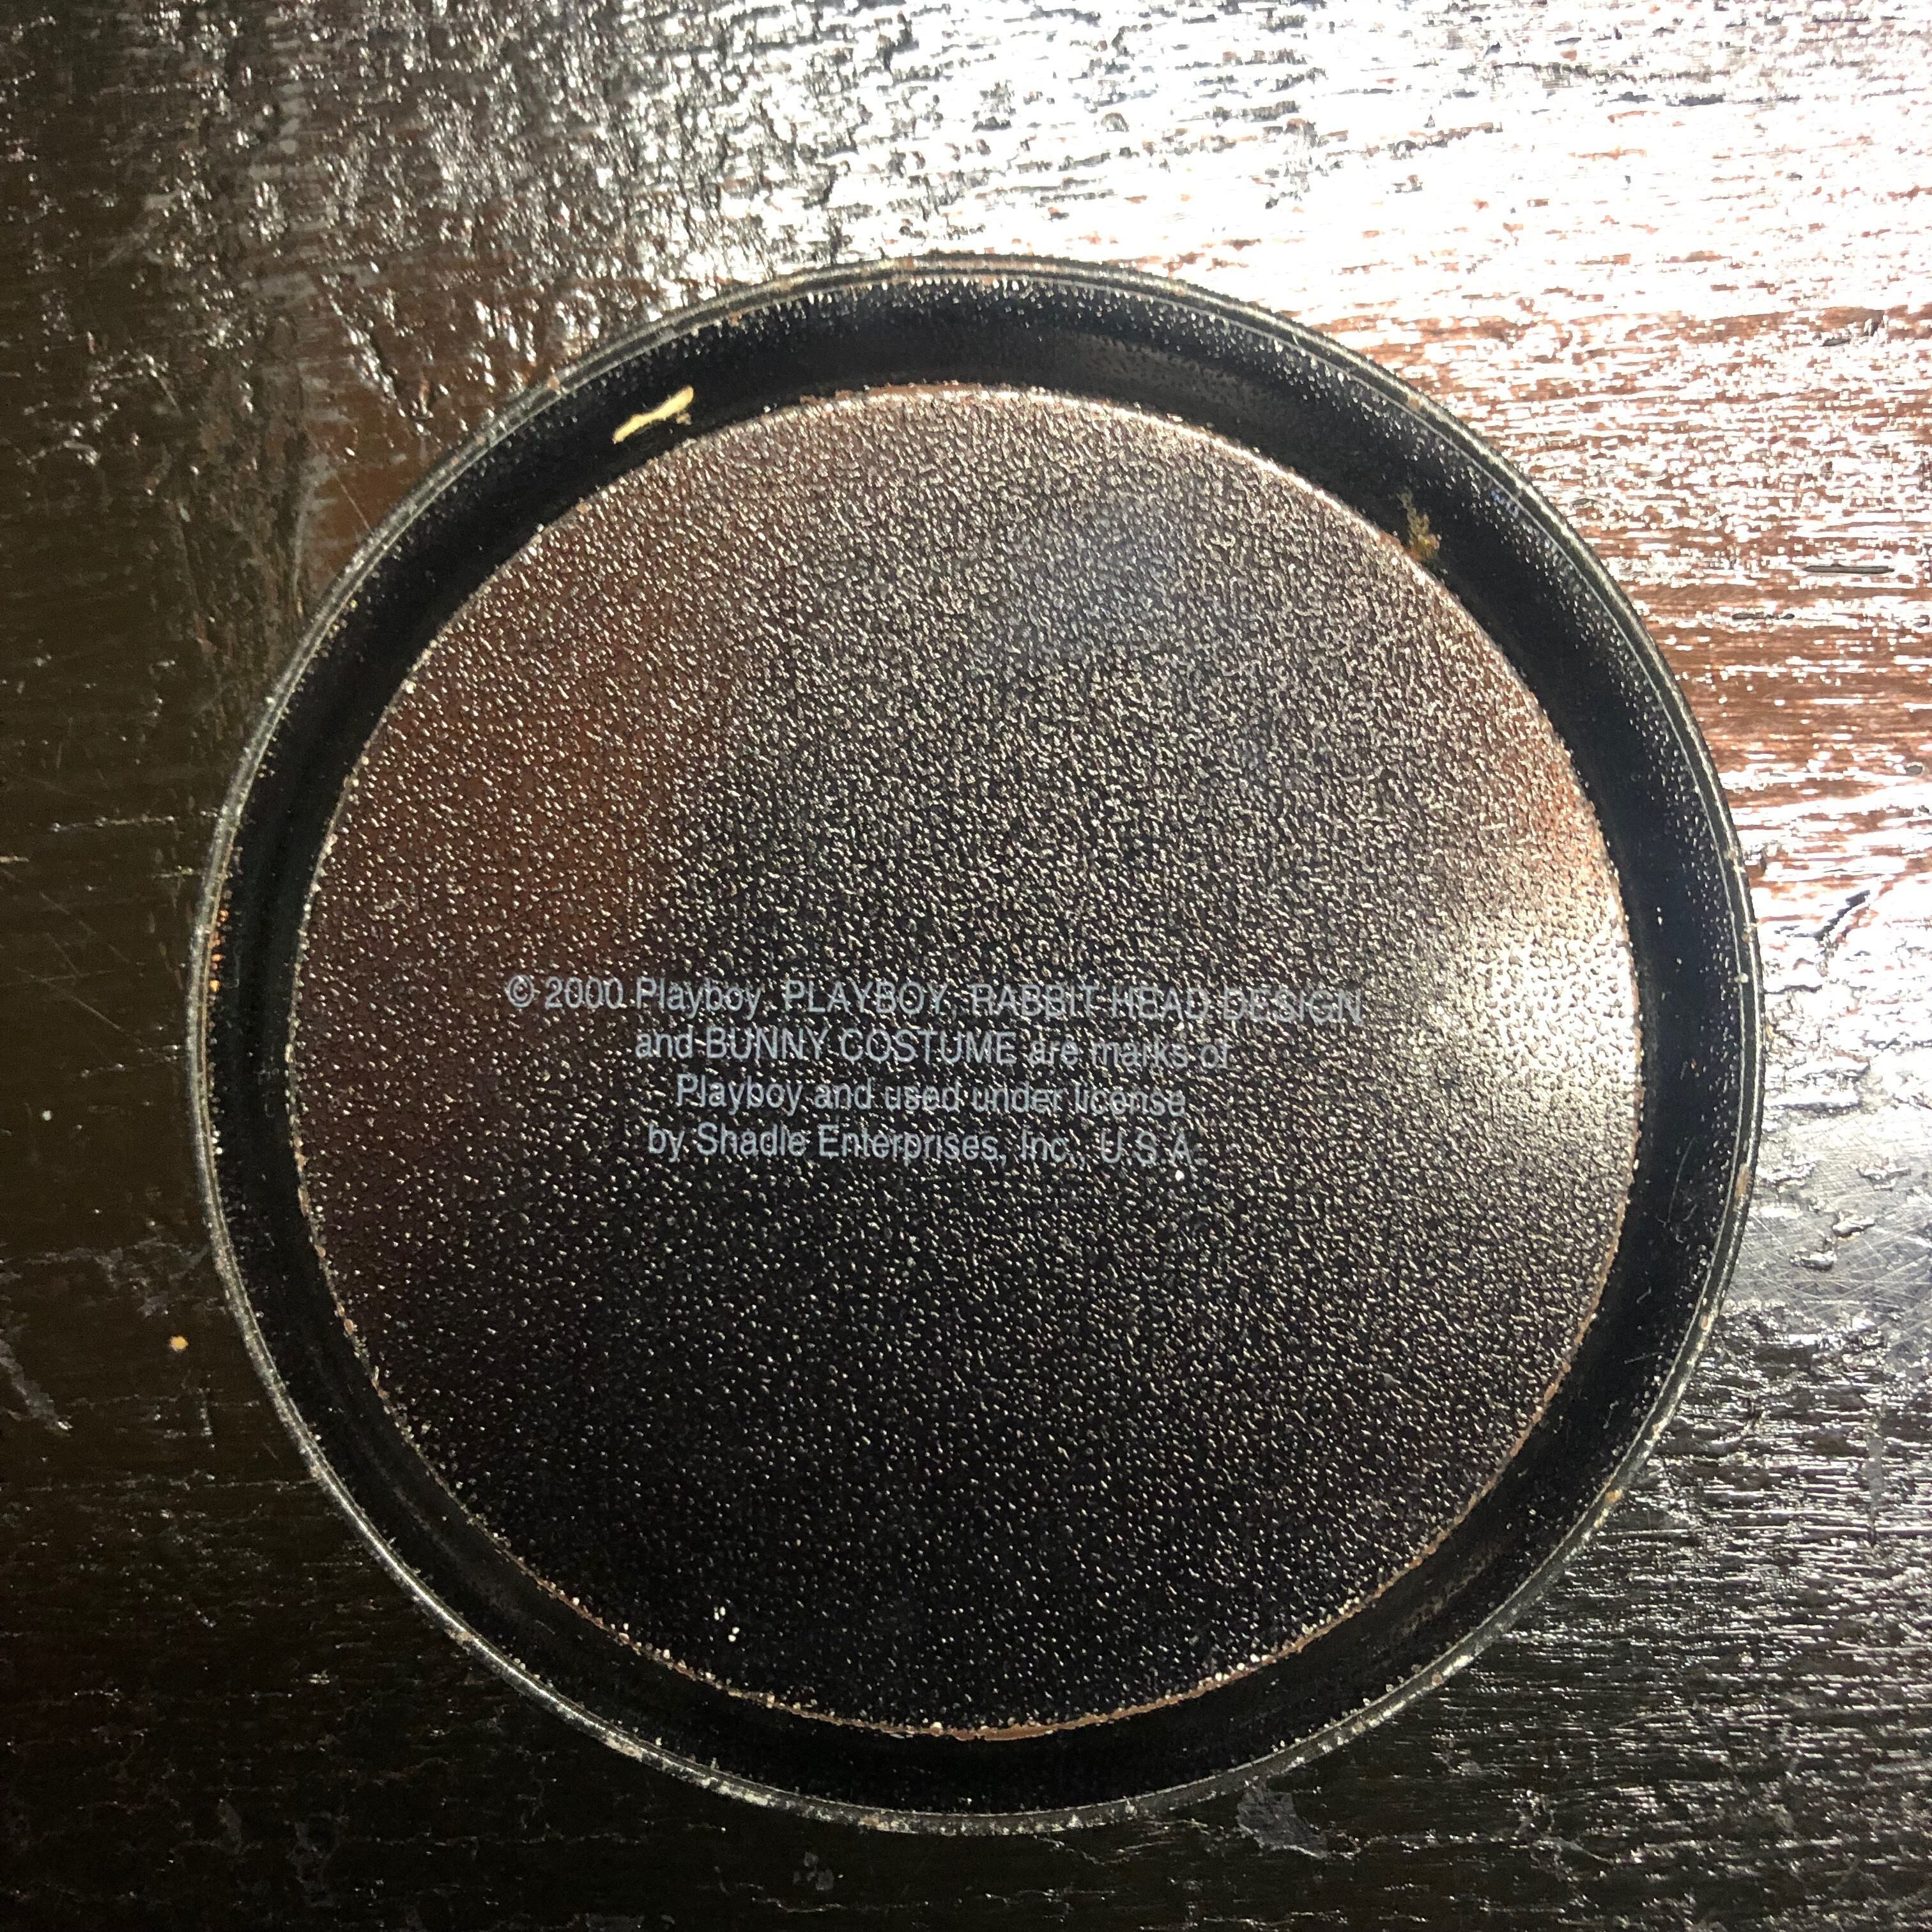 © 2000 Playboy, PLAYBOY, RABBIT HEAD DESIGN
and BUNNY COSTUME are marks of
Playboy and used under license
by Shadle Enterprises, Inc., U.S.A.